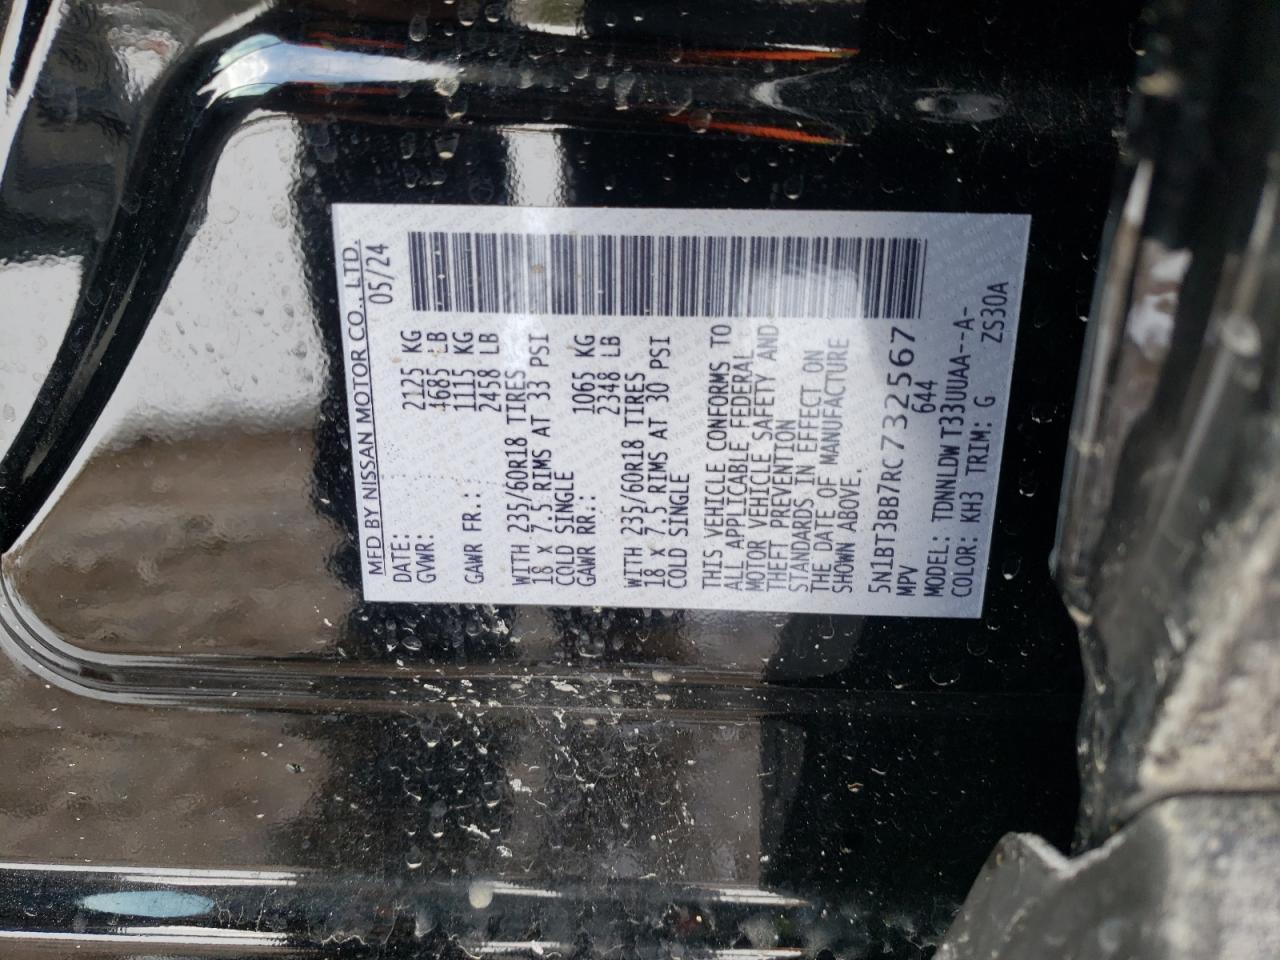 MFD BY NISSAN MOTOR CO., LTD.
DATE: 05/24
GVWR: 2125 KG
4685 LB
GAWR FR.: 1115 KG
2458 LB
WITH 235/60R18 TIRES
18 X 7.5 RIMS AT 33 PSI
COLD SINGLE
GAWR RR.: 1065 KG
2348 LB
WITH 235/60R18 TIRES
18 X 7.5 RIMS AT 30 PSI
COLD SINGLE
THIS VEHICLE CONFORMS TO
ALL APPLICABLE FEDERAL
MOTOR VEHICLE SAFETY AND
THEFT PREVENTION
STANDARDS IN EFFECT ON
THE DATE OF MANUFACTURE
SHOWN ABOVE.
5N1BT3BB7RC732567
MPV 644
MODEL: TDNNLDW T33UUAA--A-
COLOR: KH3 TRIM: G ZS30A